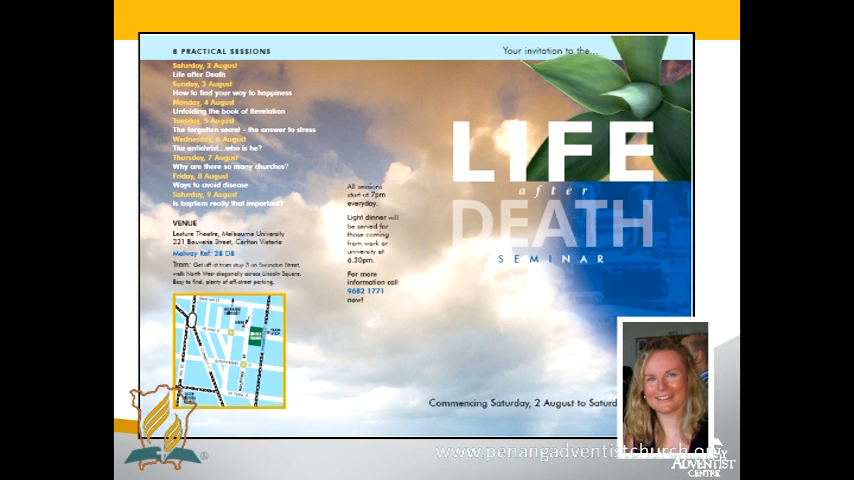 8 PRACTICAL SESSIONS
Saturday, 2 August
Life after Death
Sunday, 3 August
How to find your way to happiness
Monday, 4 August
Unfolding the book of Revelation
Tuesday, 5 August
The forgotten secret - the answer to stress
Wednesday, 6 August
The antichrist...who is he?
Thursday, 7 August
Why are there so many churches?
Friday, 8 August
Ways to avoid disease
Saturday, 9 August
Is baptism really that important?
VENUE
Lecture Theatre, Melbourne University
221 Bouverie Street, Carlton Victoria
Melway Ref: 2B D8
Tram: Get off at tram stop 3 on Swanston Street,
walk North West diagonally across Lincoln Square.
Easy to find, plenty of off-street parking.
All sessions
start at 7pm
everyday.
Light dinner will
be served for
those coming
from work or
university at
6.30pm.
For more
information call
9682 1771
now!
Your invitation to the...
LIFE
after
DEATH
SEMINAR
Commencing Saturday, 2 August to Saturd
www.penangadventistchurch.org
ADVENTIST
CENTRE